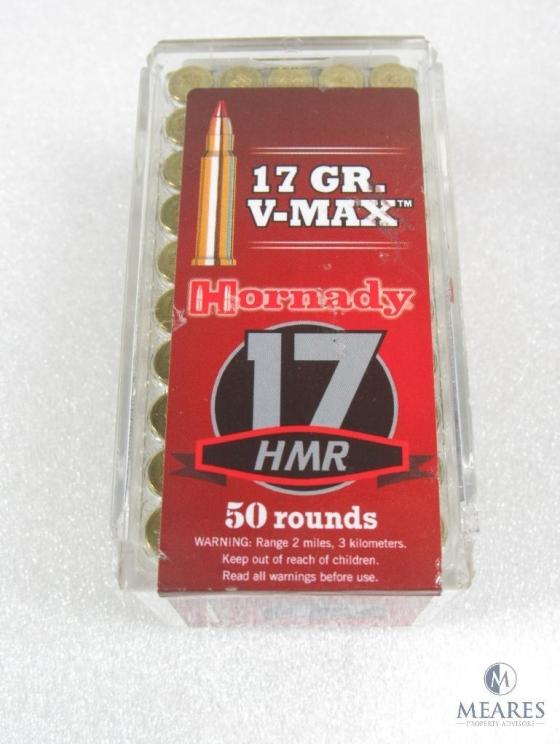 17 GR.
V-MAX™
Hornady
17
HMR
50 rounds
WARNING: Range 2 miles, 3 kilometers.
Keep out of reach of children.
Read all warnings before use.
M
MEARES
PROPERTY ADVISORS